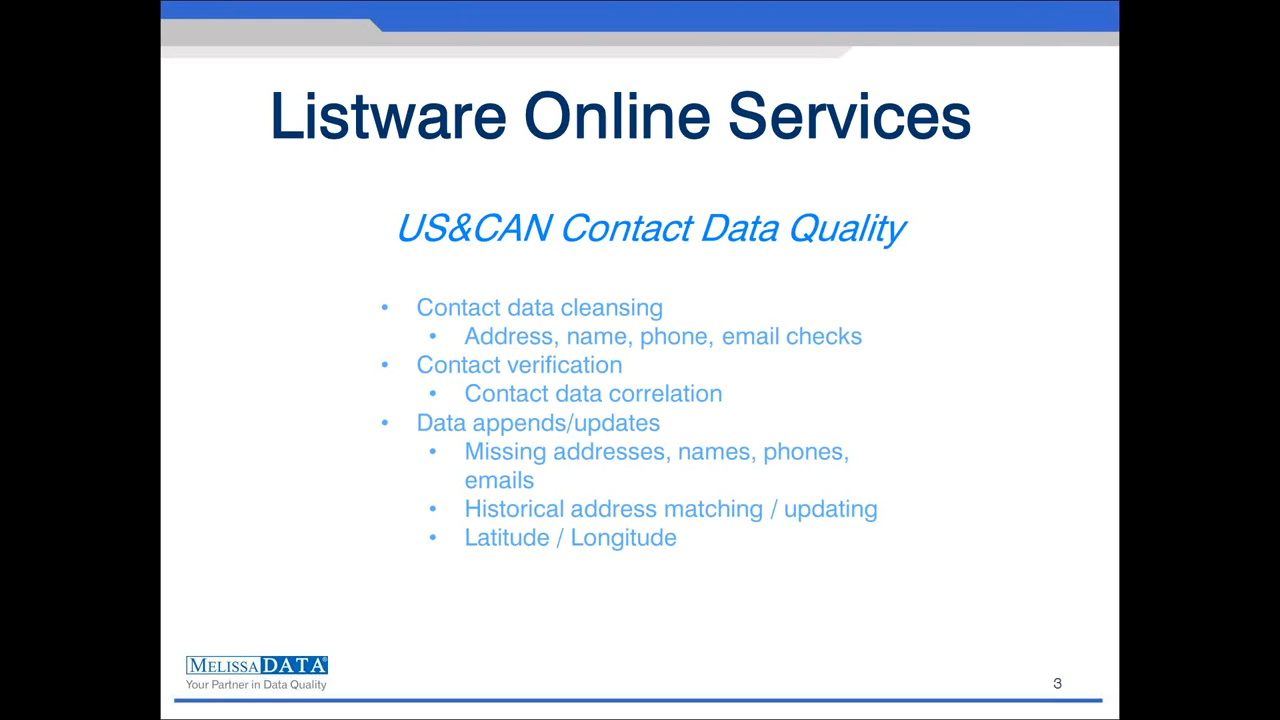 Listware Online Services
US&CAN Contact Data Quality
• Contact data cleansing
• Address, name, phone, email checks
• Contact verification
• Contact data correlation
• Data appends/updates
• Missing addresses, names, phones,
emails
• Historical address matching / updating
• Latitude / Longitude
MELISSA DATA®
Your Partner in Data Quality
3